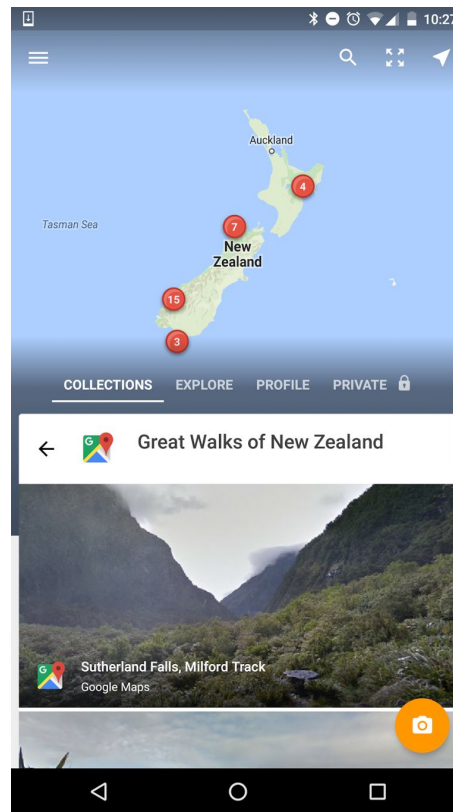 10:27
Auckland
4
Tasman Sea
7
New
Zealand
15
3
COLLECTIONS EXPLORE PROFILE PRIVATE
G Great Walks of New Zealand
G Sutherland Falls, Milford Track
Google Maps